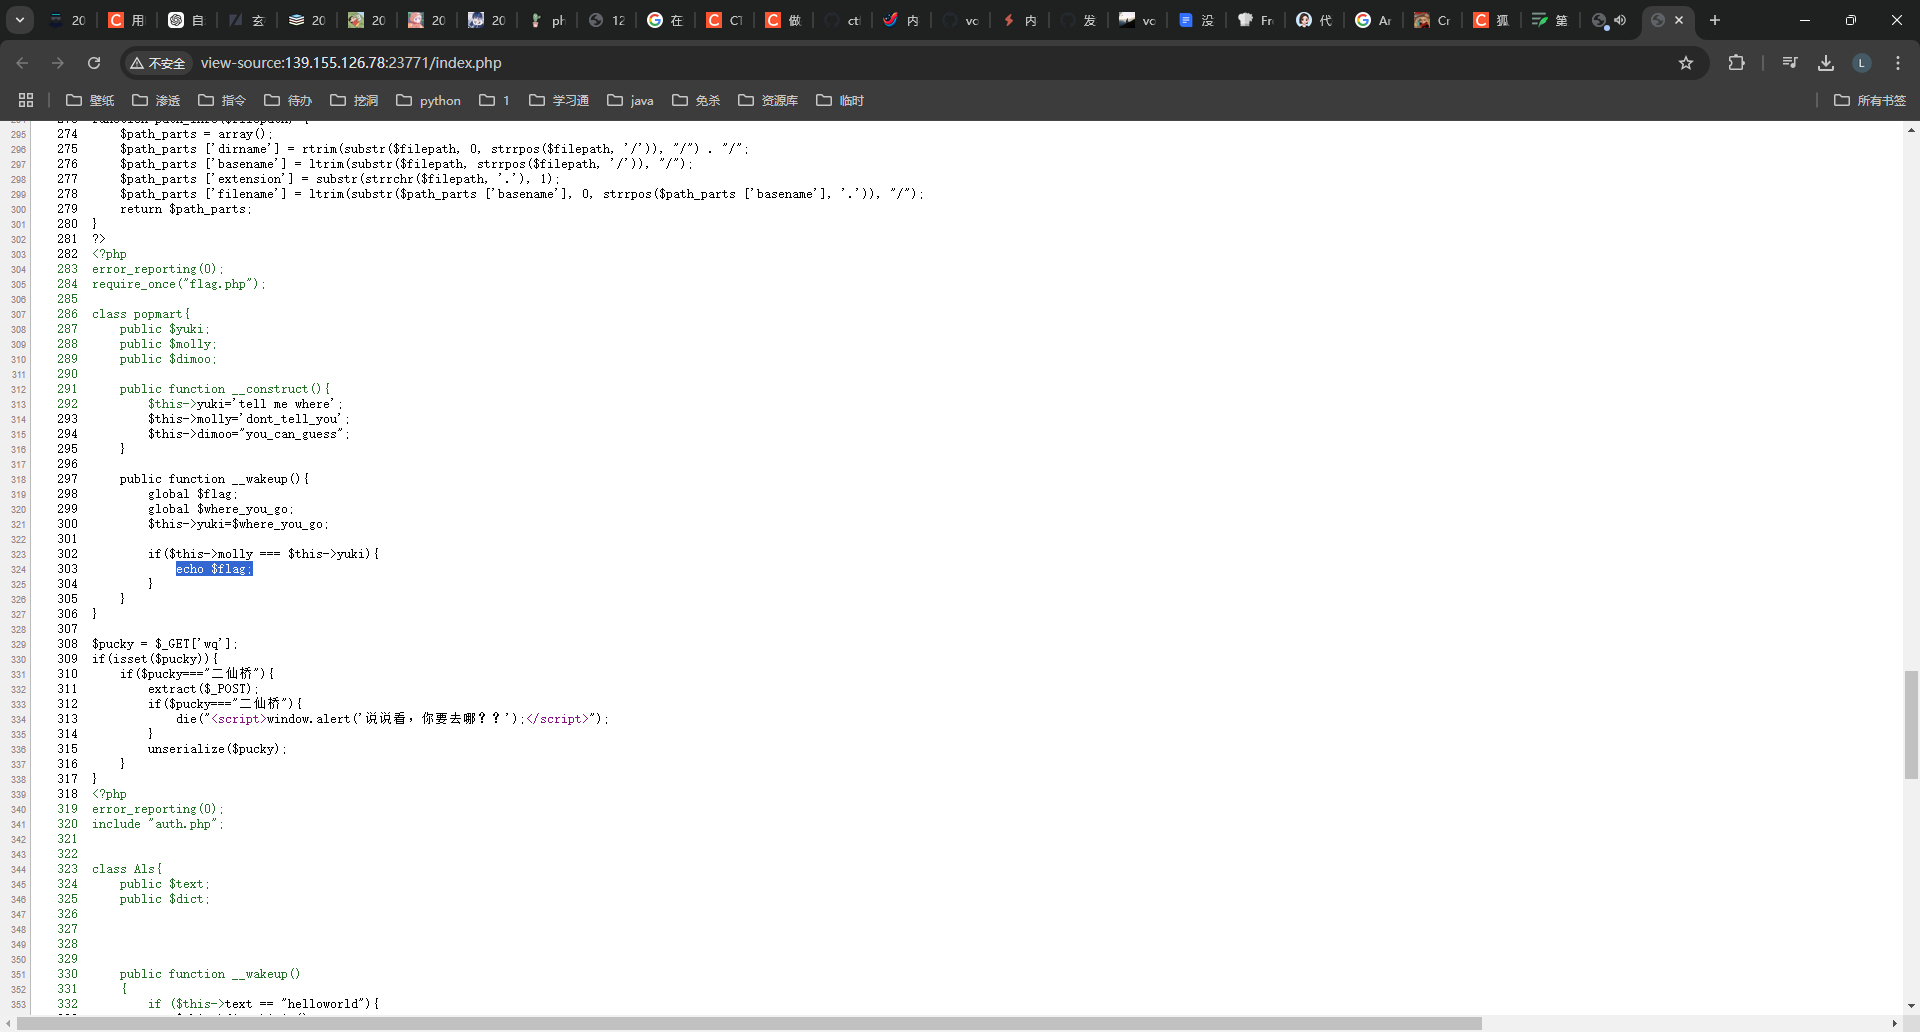 20 用 自 玄 20 20 20 20 ph 12 在 CT 做 ctf 内 vc 内 发 vc 没 Fr 代 Ar Cr 狐 第
不安全 view-source:139.155.126.78:23771/index.php L
壁纸 渗透 指令 待办 挖洞 python 1 学习通 java 免杀 资源库 临时 所有书签
295 274 $path_parts = array();
296 275 $path_parts ['dirname'] = rtrim(substr($filepath, 0, strrpos($filepath, '/')), "/") . "/";
297 276 $path_parts ['basename'] = ltrim(substr($filepath, strrpos($filepath, '/')), "/");
298 277 $path_parts ['extension'] = substr(strrchr($filepath, '.'), 1);
299 278 $path_parts ['filename'] = ltrim(substr($path_parts ['basename'], 0, strrpos($path_parts ['basename'], '.')), "/");
300 279 return $path_parts;
301 280 }
302 281 ?>
303 282 <?php
304 283 error_reporting(0);
305 284 require_once("flag.php");
306 285
307 286 class popmart{
308 287 public $yuki;
309 288 public $molly;
310 289 public $dimoo;
311 290
312 291 public function __construct(){
313 292 $this->yuki='tell me where';
314 293 $this->molly='dont_tell_you';
315 294 $this->dimoo="you_can_guess";
316 295 }
317 296
318 297 public function __wakeup(){
319 298 global $flag;
320 299 global $where_you_go;
321 300 $this->yuki=$where_you_go;
322 301
323 302 if($this->molly === $this->yuki){
324 303 echo $flag;
325 304 }
326 305 }
327 306 }
328 307
329 308 $pucky = $_GET['wq'];
330 309 if(isset($pucky)){
331 310 if($pucky==="二仙桥"){
332 311 extract($_POST);
333 312 if($pucky==="二仙桥"){
334 313 die("<script>window.alert('说说看，你要去哪？？');</script>");
335 314 }
336 315 unserialize($pucky);
337 316 }
338 317 }
339 318 <?php
340 319 error_reporting(0);
341 320 include "auth.php";
342 321
343 322
344 323 class Als{
345 324 public $text;
346 325 public $dict;
347 326
348 327
349 328
350 329
351 330 public function __wakeup()
352 331 {
353 332 if ($this->text == "helloworld"){